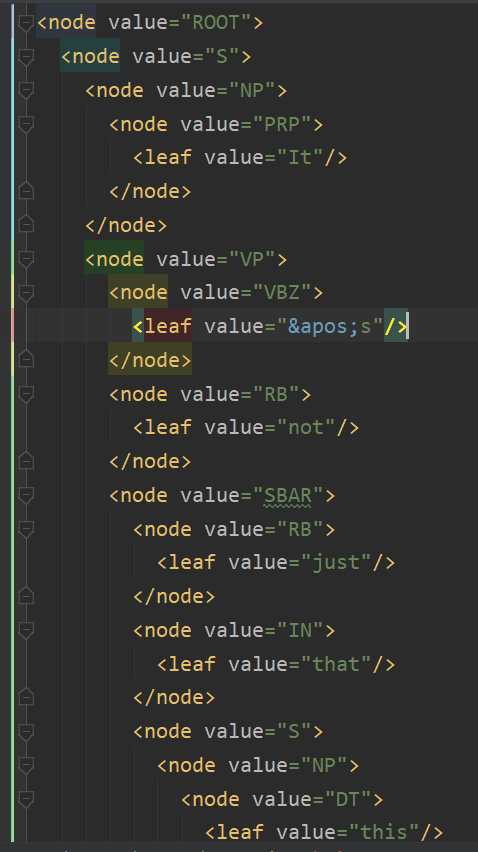 <node value="ROOT">
<node value="S">
<node value="NP">
<node value="PRP">
<leaf value="It"/>
</node>
</node>
<node value="VP">
<node value="VBZ">
<leaf value="&apos;s"/>
</node>
<node value="RB">
<leaf value="not"/>
</node>
<node value="SBAR">
<node value="RB">
<leaf value="just"/>
</node>
<node value="IN">
<leaf value="that"/>
</node>
<node value="S">
<node value="NP">
<node value="DT">
<leaf value="this"/>